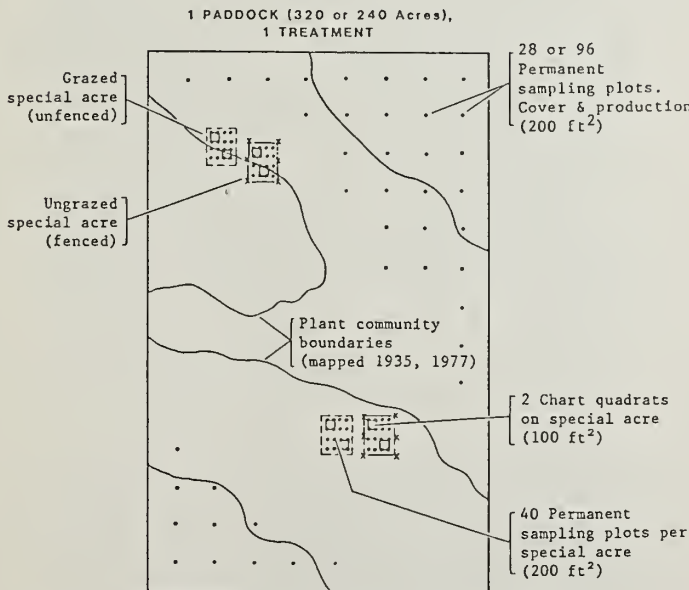 1 PADDOCK (320 or 240 Acres),
1 TREATMENT
Grazed
special acre
(unfenced)
Ungrazed
special acre
(fenced)
28 or 96
Permanent
sampling plots.
Cover & production
(200 ft²)
Plant community
boundaries
(mapped 1935, 1977)
2 Chart quadrats
on special acre
(100 ft²)
40 Permanent
sampling plots per
special acre
(200 ft²)